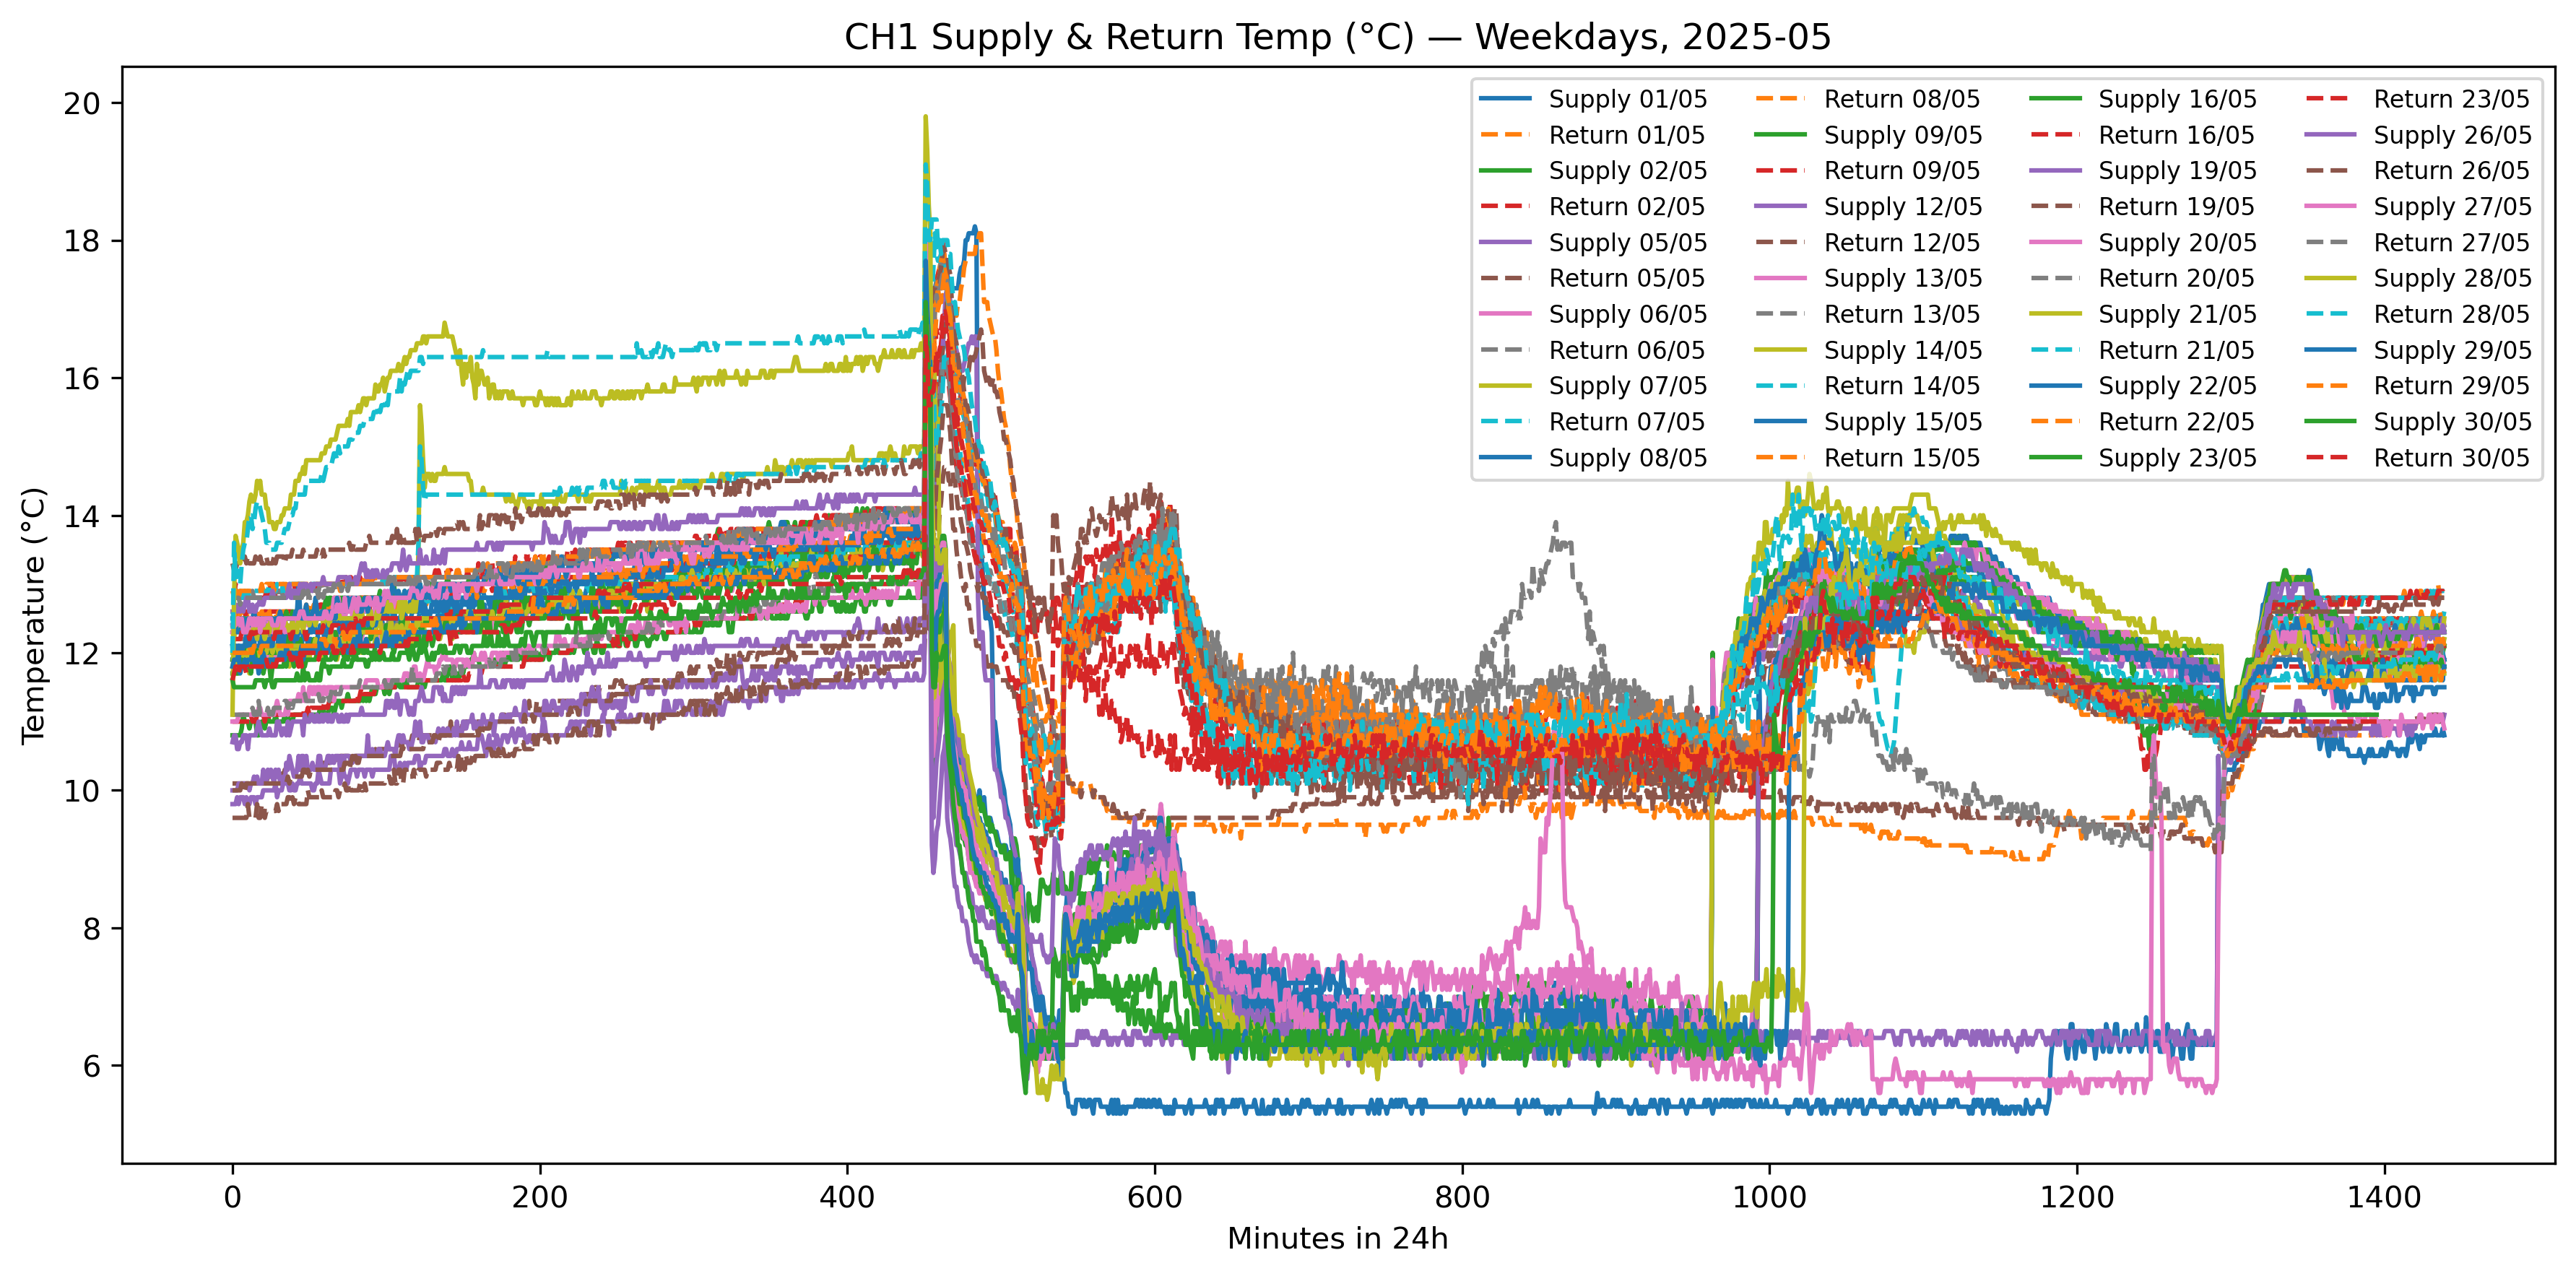 CH1 Supply & Return Temp (°C) — Weekdays, 2025-05
Temperature (°C)
20
18
16
14
12
10
8
6
0
200
400
600
800
1000
1200
1400
Minutes in 24h
Supply 01/05
Return 01/05
Supply 02/05
Return 02/05
Supply 05/05
Return 05/05
Supply 06/05
Return 06/05
Supply 07/05
Return 07/05
Supply 08/05
Return 08/05
Supply 09/05
Return 09/05
Supply 12/05
Return 12/05
Supply 13/05
Return 13/05
Supply 14/05
Return 14/05
Supply 15/05
Return 15/05
Supply 16/05
Return 16/05
Supply 19/05
Return 19/05
Supply 20/05
Return 20/05
Supply 21/05
Return 21/05
Supply 22/05
Return 22/05
Supply 23/05
Return 23/05
Supply 26/05
Return 26/05
Supply 27/05
Return 27/05
Supply 28/05
Return 28/05
Supply 29/05
Return 29/05
Supply 30/05
Return 30/05